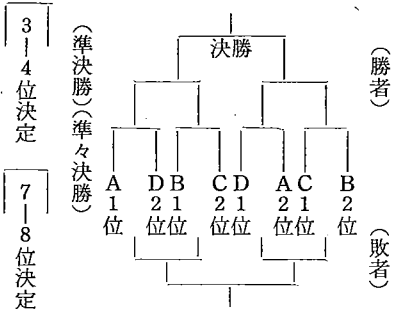 決勝
(勝者)
(準決勝)(準々決勝)
A1位
D2位
B1位
C2位
D1位
A2位
C1位
B2位
(敗者)
3―4位決定
7―8位決定